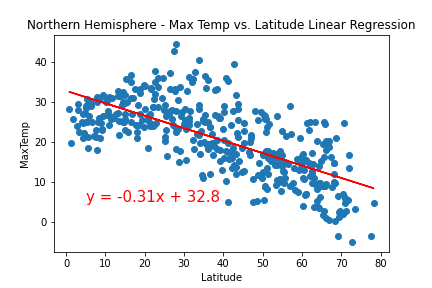 Northern Hemisphere - Max Temp vs. Latitude Linear Regression
MaxTemp
40
30
20
10
0
y = -0.31x + 32.8
0 10 20 30 40 50 60 70 80
Latitude